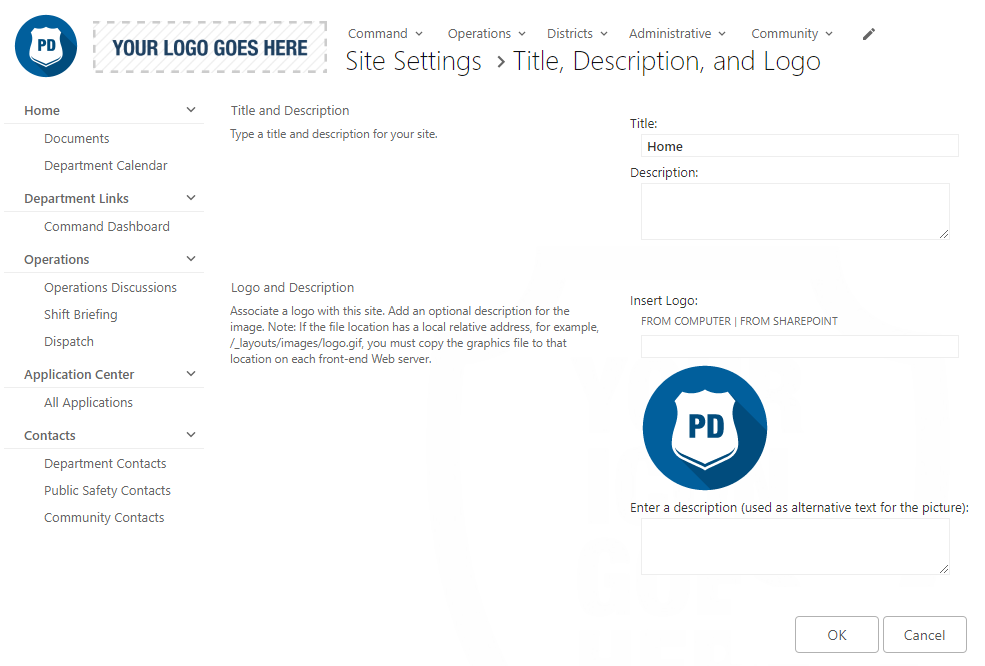 PD
YOUR LOGO GOES HERE
Command
Operations
Districts
Administrative
Community
Site Settings
Title, Description, and Logo
Home
Documents
Department Calendar
Department Links
Command Dashboard
Operations
Operations Discussions
Shift Briefing
Dispatch
Application Center
All Applications
Contacts
Department Contacts
Public Safety Contacts
Community Contacts
Title and Description
Type a title and description for your site.
Title:
Home
Description:
Logo and Description
Associate a logo with this site. Add an optional description for the
image. Note: If the file location has a local relative address, for example,
/_layouts/images/logo.gif, you must copy the graphics file to that
location on each front-end Web server.
Insert Logo:
FROM COMPUTER | FROM SHAREPOINT
PD
Enter a description (used as alternative text for the picture):
OK
Cancel